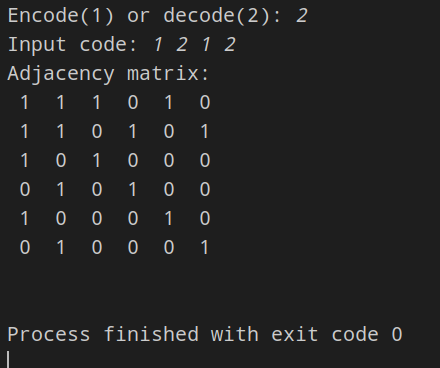 Encode(1) or decode(2): 2
Input code: 1 2 1 2
Adjacency matrix:
1 1 1 0 1 0
1 1 0 1 0 1
1 0 1 0 0 0
0 1 0 1 0 0
1 0 0 0 1 0
0 1 0 0 0 1
Process finished with exit code 0